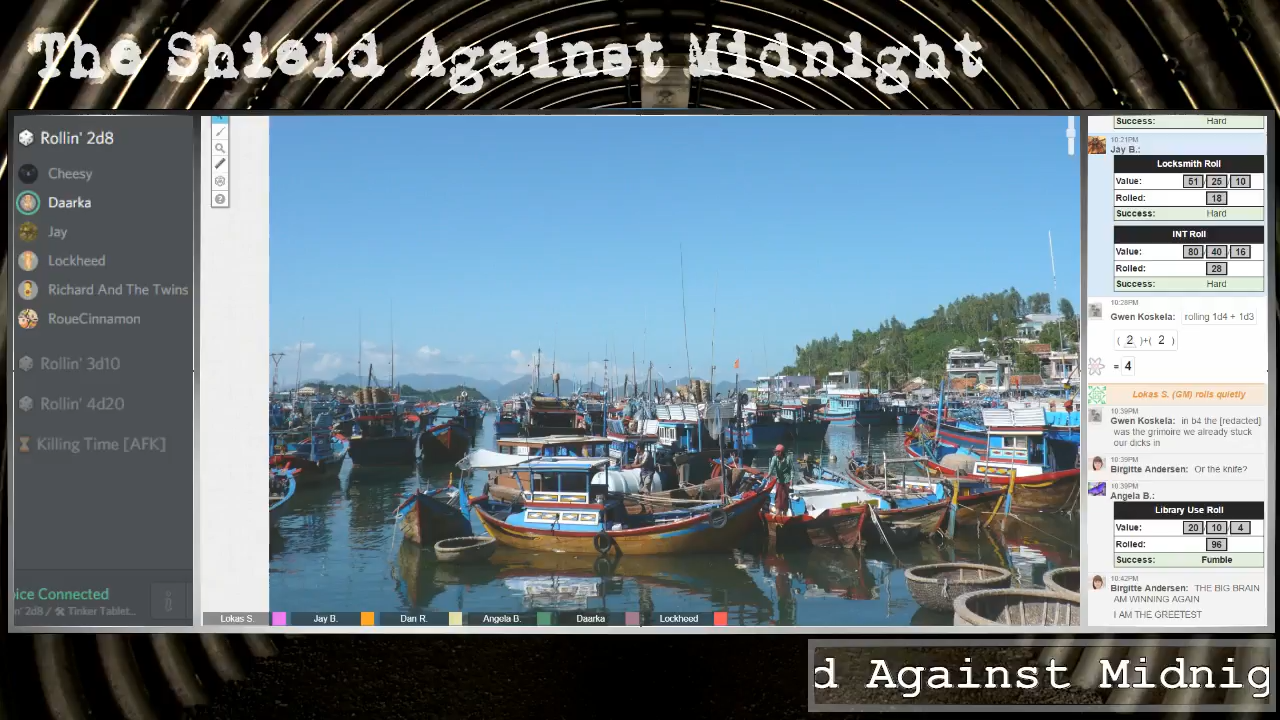 The Shield Against Midnight
Rollin' 2d8
Cheesy
Daarka
Jay
Lockheed
Richard And The Twins
RoueCinnamon
Rollin' 3d10
Rollin' 4d20
Killing Time [AFK]
oice Connected
n' 2d8 / 🛠 Tinker Tablet...
Lokas S.
Jay B.
Dan R.
Angela B.
Daarka
Lockheed
Success: Hard
10:21PM
Jay B.:
Locksmith Roll
Value: 51 25 10
Rolled: 18
Success: Hard
INT Roll
Value: 80 40 16
Rolled: 28
Success: Hard
10:28PM
Gwen Koskela: rolling 1d4 + 1d3
( 2 )+( 2 )
= 4
Lokas S. (GM) rolls quietly
10:39PM
Gwen Koskela: in b4 the [redacted]
was the grimoire we already stuck
our dicks in
10:39PM
Birgitte Andersen: Or the knife?
10:39PM
Angela B.:
Library Use Roll
Value: 20 10 4
Rolled: 96
Success: Fumble
10:42PM
Birgitte Andersen: THE BIG BRAIN
AM WINNING AGAIN
I AM THE GREETEST
d Against Midnig